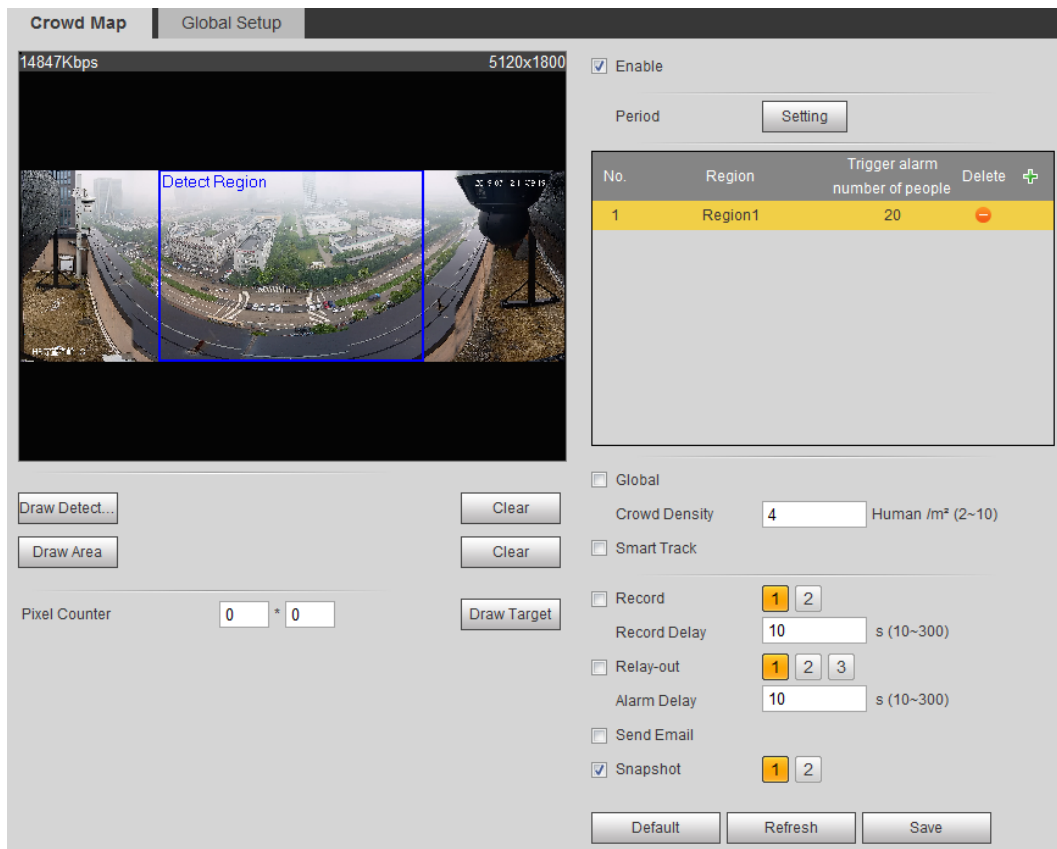 Crowd Map
Global Setup
14847Kbps
5120x1800
Detect Region
Enable
Period
Setting
No.
Region
Trigger alarm
number of people
Delete
1
Region1
20
Draw Detect...
Clear
Draw Area
Clear
Pixel Counter
0 * 0
Draw Target
Global
Crowd Density
4
Human /m² (2~10)
Smart Track
Record
1 2
Record Delay
10
s (10~300)
Relay-out
1 2 3
Alarm Delay
10
s (10~300)
Send Email
Snapshot
1 2
Default
Refresh
Save